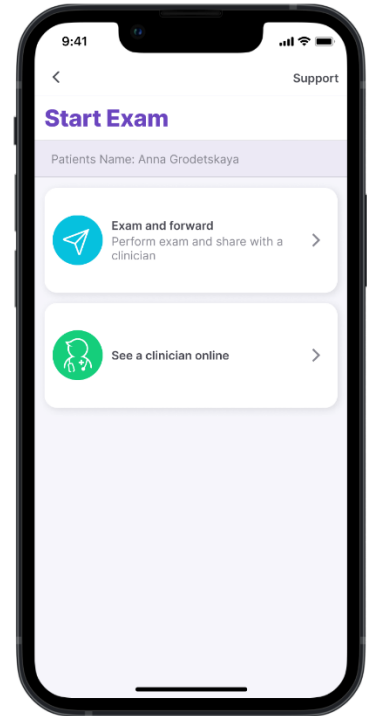 9:41
Support
Start Exam
Patients Name: Anna Grodetskaya
Exam and forward
Perform exam and share with a
clinician
See a clinician online